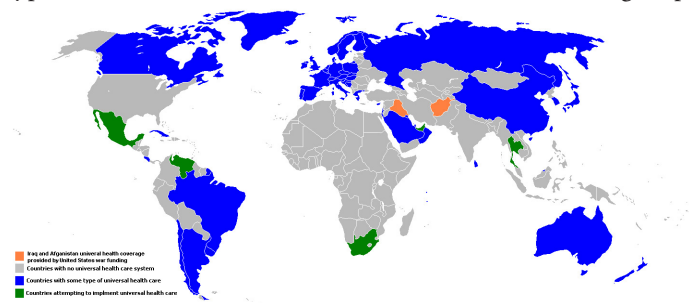 Iraq and Afganistan univeral health coverage
provided by United States war funding
Countries with no universal health care system
Countries with some type of universal health care
Countries attempting to implment universal health care